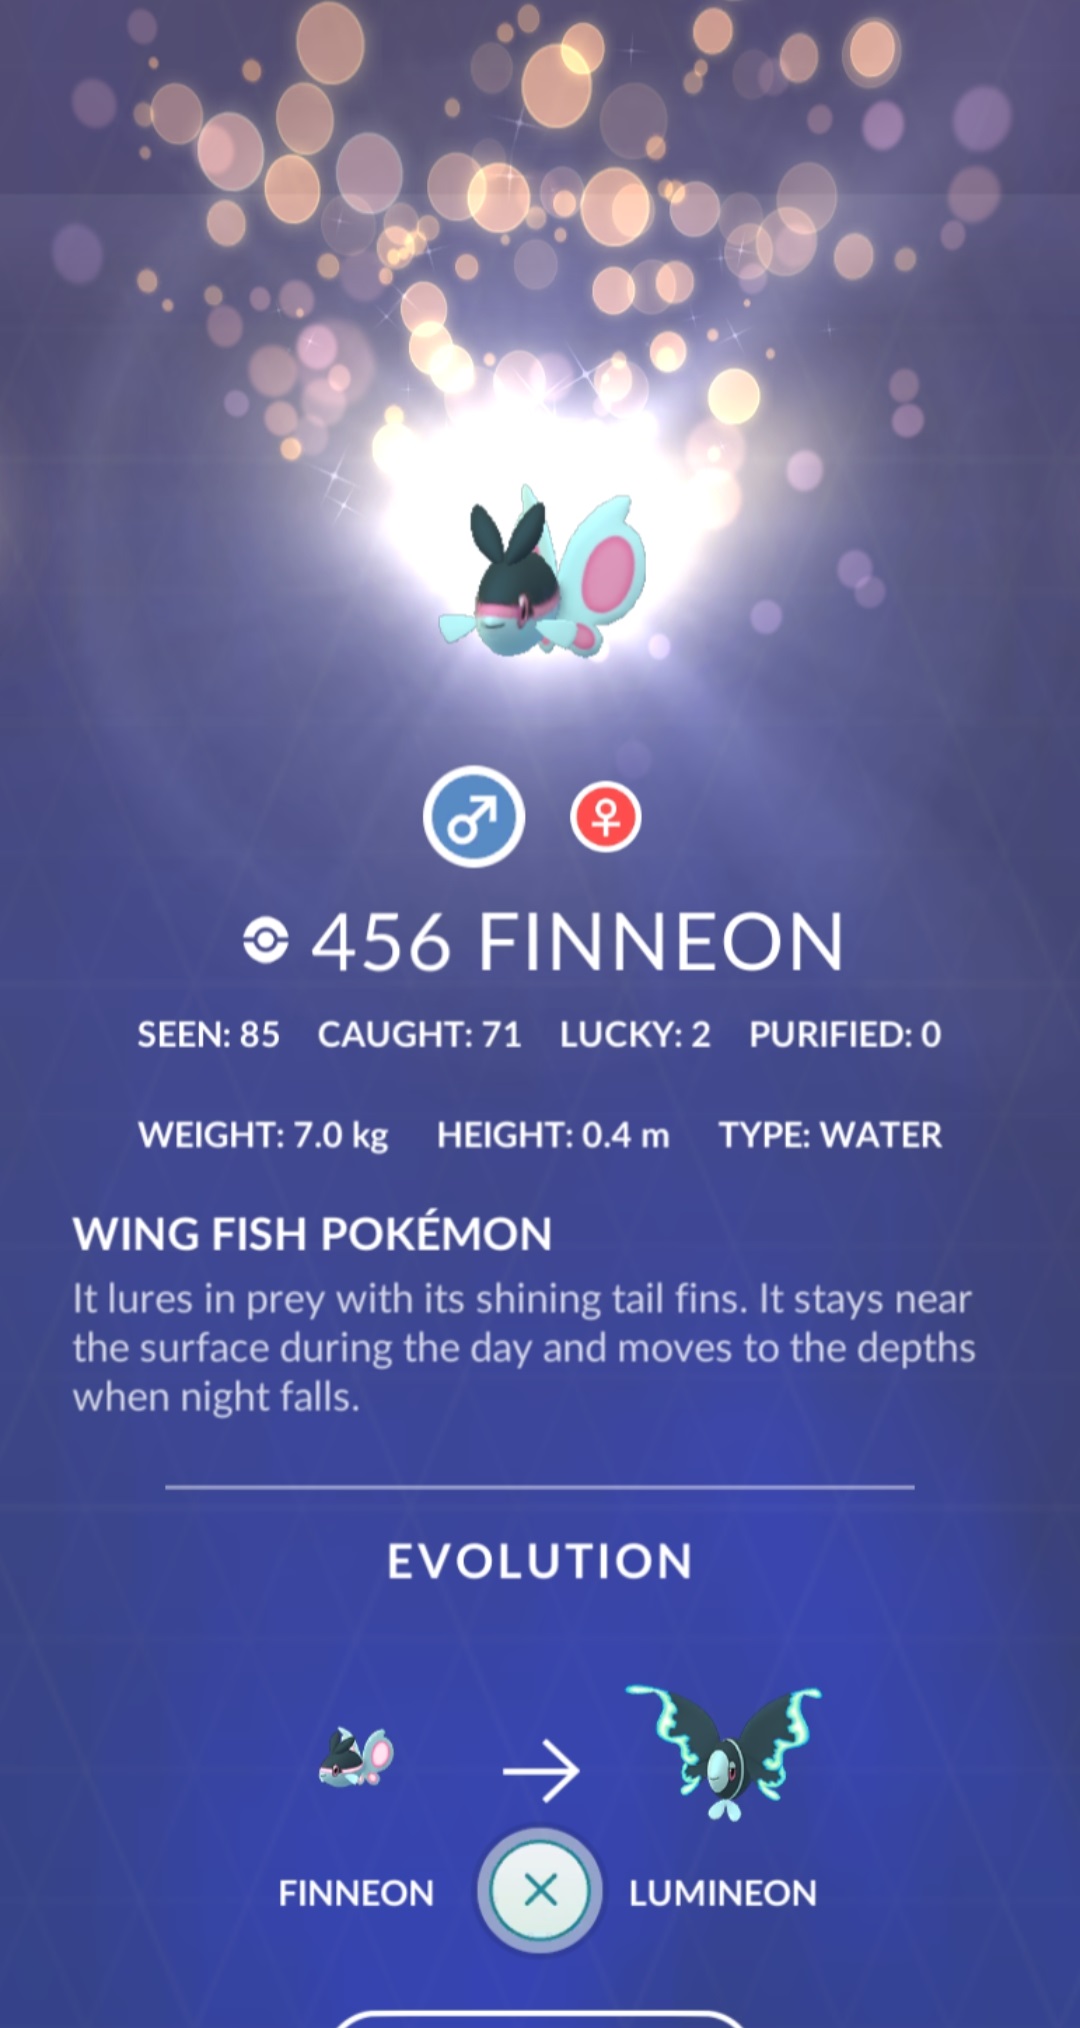 456 FINNEON
SEEN: 85 CAUGHT: 71 LUCKY: 2 PURIFIED: 0
WEIGHT: 7.0 kg HEIGHT: 0.4 m TYPE: WATER
WING FISH POKÉMON
It lures in prey with its shining tail fins. It stays near
the surface during the day and moves to the depths
when night falls.
EVOLUTION
FINNEON LUMINEON